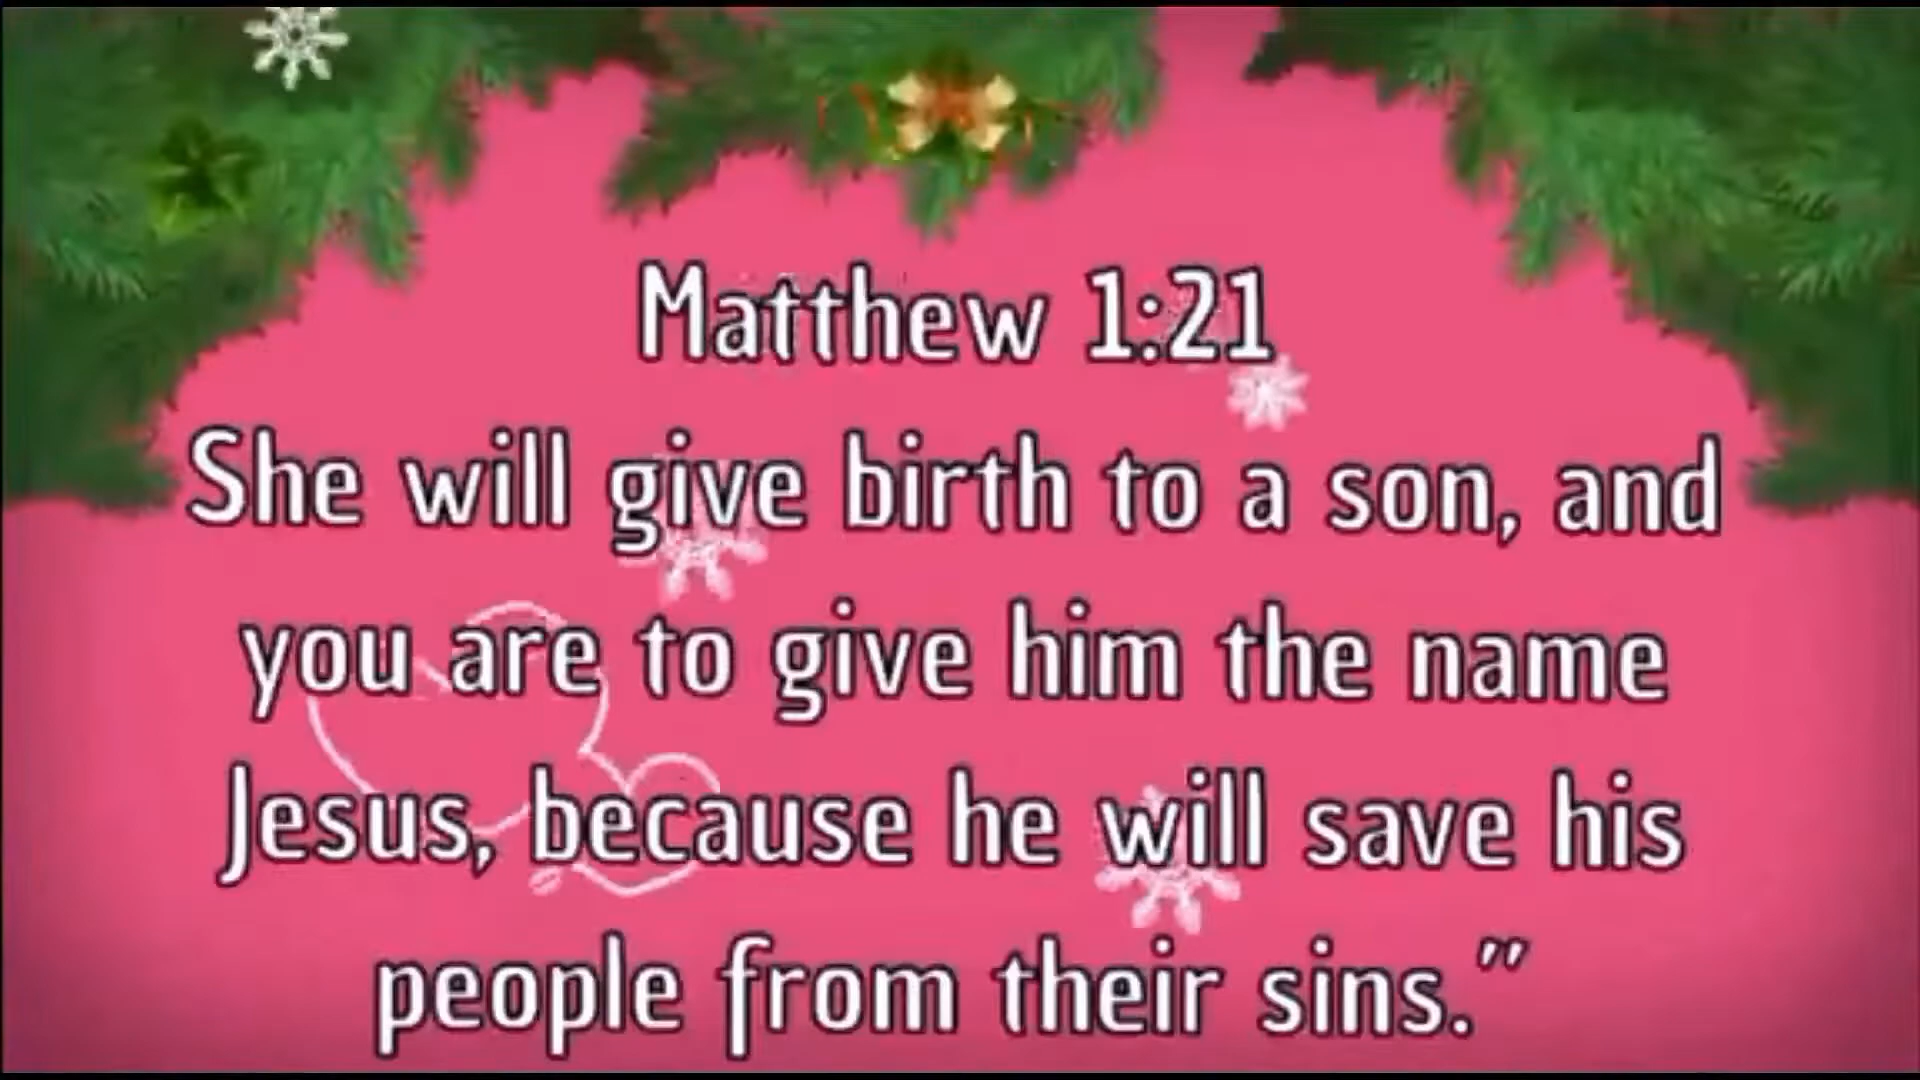 Matthew 1:21
She will give birth to a son, and
you are to give him the name
Jesus, because he will save his
people from their sins.”